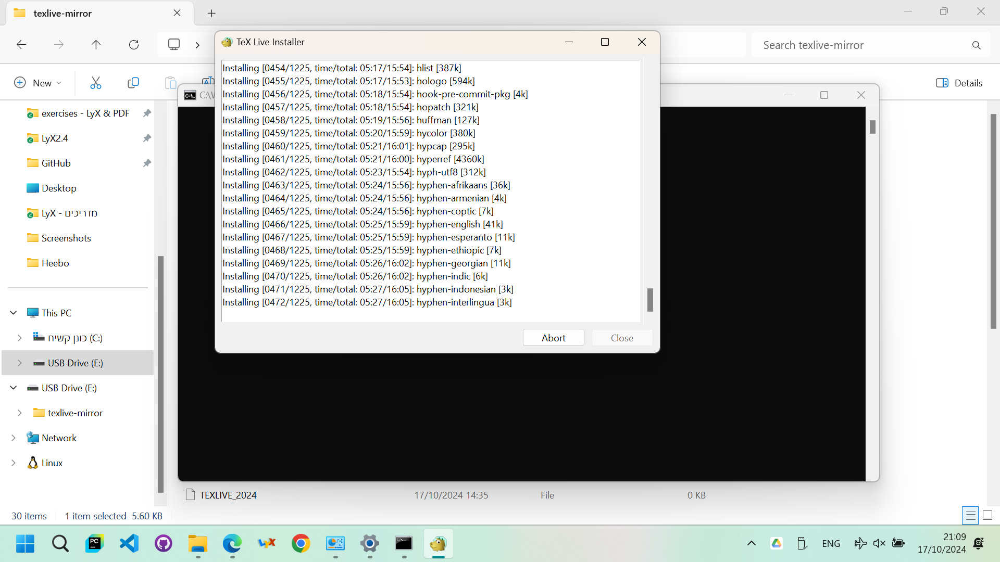 texlive-mirror
Search texlive-mirror
New
Details
exercises - LyX & PDF
LyX2.4
GitHub
Desktop
LyX - מדריכים
Screenshots
Heebo
This PC
כונן קשיח (C:)
USB Drive (E:)
USB Drive (E:)
texlive-mirror
Network
Linux
TeX Live Installer
Installing [0454/1225, time/total: 05:17/15:54]: hlist [387k]
Installing [0455/1225, time/total: 05:17/15:53]: hologo [594k]
Installing [0456/1225, time/total: 05:18/15:54]: hook-pre-commit-pkg [4k]
Installing [0457/1225, time/total: 05:18/15:54]: hopatch [321k]
Installing [0458/1225, time/total: 05:19/15:56]: huffman [127k]
Installing [0459/1225, time/total: 05:20/15:59]: hycolor [380k]
Installing [0460/1225, time/total: 05:21/16:01]: hypcap [295k]
Installing [0461/1225, time/total: 05:21/16:00]: hyperref [4360k]
Installing [0462/1225, time/total: 05:23/15:54]: hyph-utf8 [312k]
Installing [0463/1225, time/total: 05:24/15:56]: hyphen-afrikaans [36k]
Installing [0464/1225, time/total: 05:24/15:56]: hyphen-armenian [4k]
Installing [0465/1225, time/total: 05:24/15:56]: hyphen-coptic [7k]
Installing [0466/1225, time/total: 05:25/15:59]: hyphen-english [41k]
Installing [0467/1225, time/total: 05:25/15:59]: hyphen-esperanto [11k]
Installing [0468/1225, time/total: 05:25/15:59]: hyphen-ethiopic [7k]
Installing [0469/1225, time/total: 05:26/16:02]: hyphen-georgian [11k]
Installing [0470/1225, time/total: 05:26/16:02]: hyphen-indic [6k]
Installing [0471/1225, time/total: 05:27/16:05]: hyphen-indonesian [3k]
Installing [0472/1225, time/total: 05:27/16:05]: hyphen-interlingua [3k]
Abort
Close
TEXLIVE_2024 17/10/2024 14:35 File 0 KB
30 items 1 item selected 5.60 KB
ENG
21:09
17/10/2024